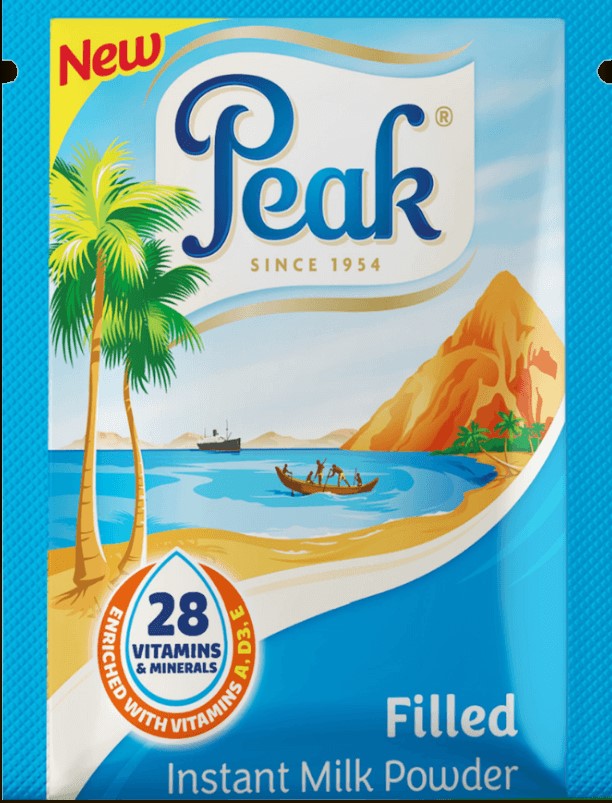 New
Peak®
SINCE 1954
28
VITAMINS
& MINERALS
ENRICHED WITH VITAMINS A, D3, E
Filled
Instant Milk Powder